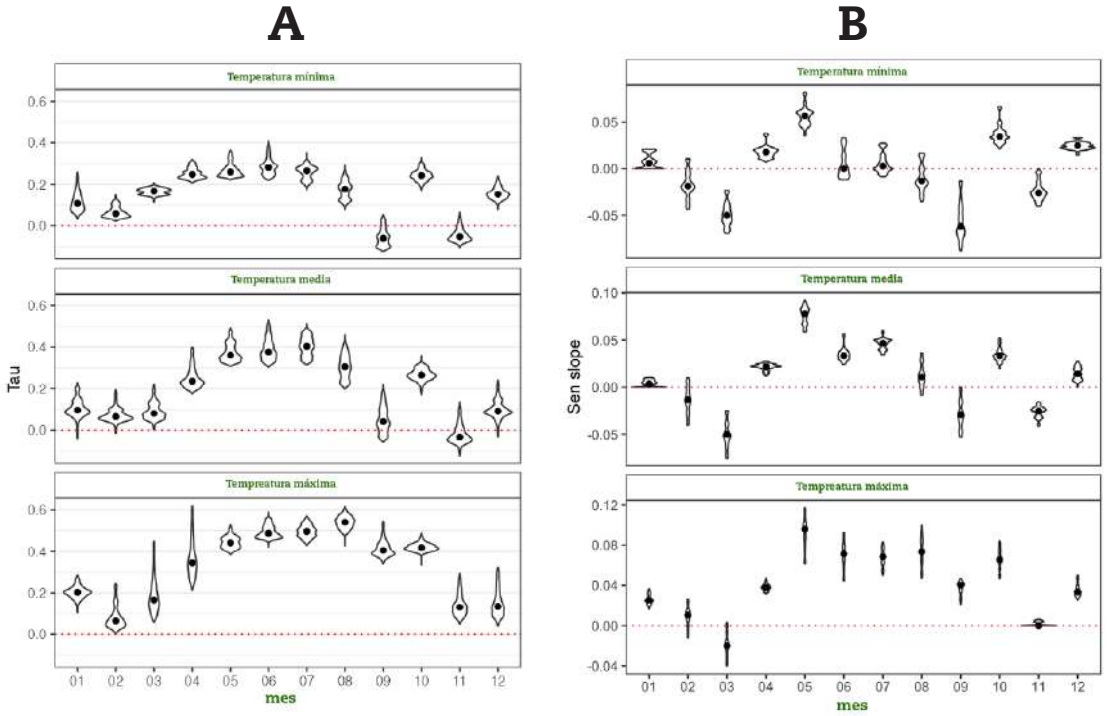 A
B
Temperatura mínima
0.6
0.4
0.2
0.0
Temperatura media
0.6
0.4
0.2
0.0
Tempreatura máxima
0.6
0.4
0.2
0.0
Tau
01 02 03 04 05 06 07 08 09 10 11 12
mes
Temperatura mínima
0.05
0.00
-0.05
Temperatura media
0.10
0.05
0.00
-0.05
Tempreatura máxima
0.12
0.08
0.04
0.00
-0.04
Sen slope
01 02 03 04 05 06 07 08 09 10 11 12
mes